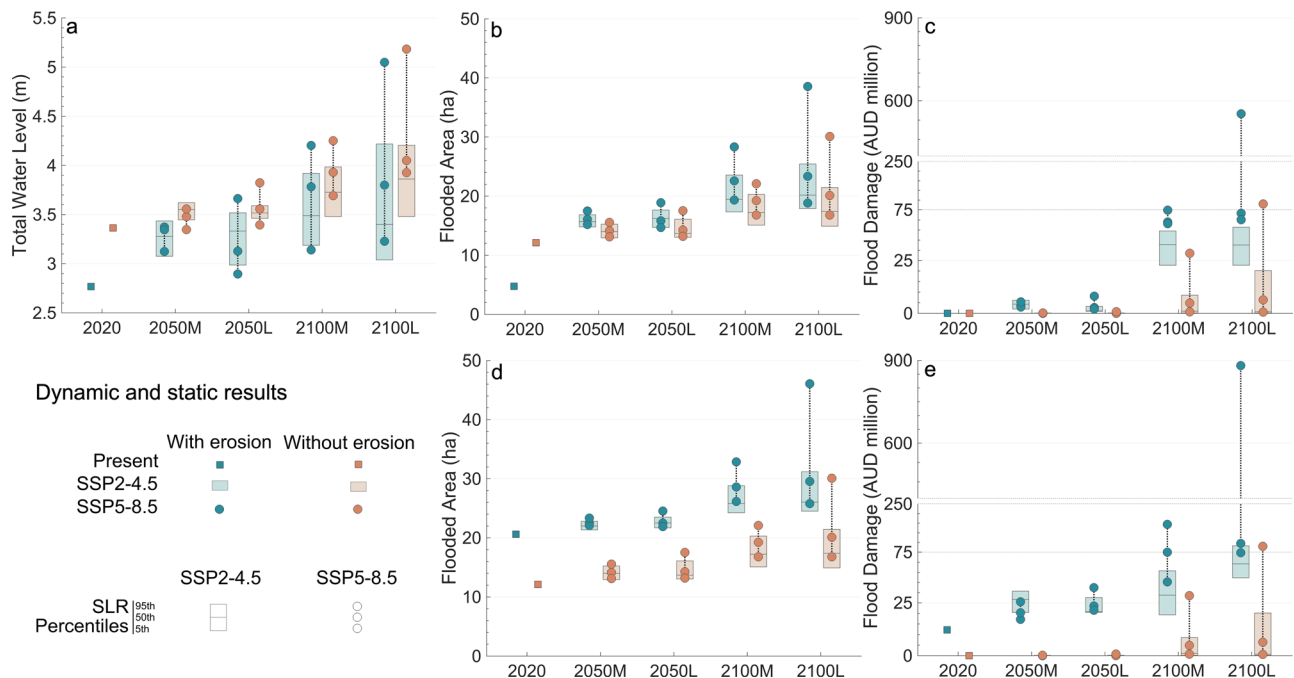 a
5.5
5
4.5
4
3.5
3
2.5
Total Water Level (m)
2020 2050M 2050L 2100M 2100L
b
50
40
30
20
10
0
Flooded Area (ha)
2020 2050M 2050L 2100M 2100L
c
900
600
250
75
25
0
Flood Damage (AUD million)
2020 2050M 2050L 2100M 2100L
Dynamic and static results
With erosion Without erosion
Present
SSP2-4.5
SSP5-8.5
SSP2-4.5 SSP5-8.5
SLR
Percentiles
95th
50th
5th
d
50
40
30
20
10
0
Flooded Area (ha)
2020 2050M 2050L 2100M 2100L
e
900
600
250
75
25
0
Flood Damage (AUD million)
2020 2050M 2050L 2100M 2100L